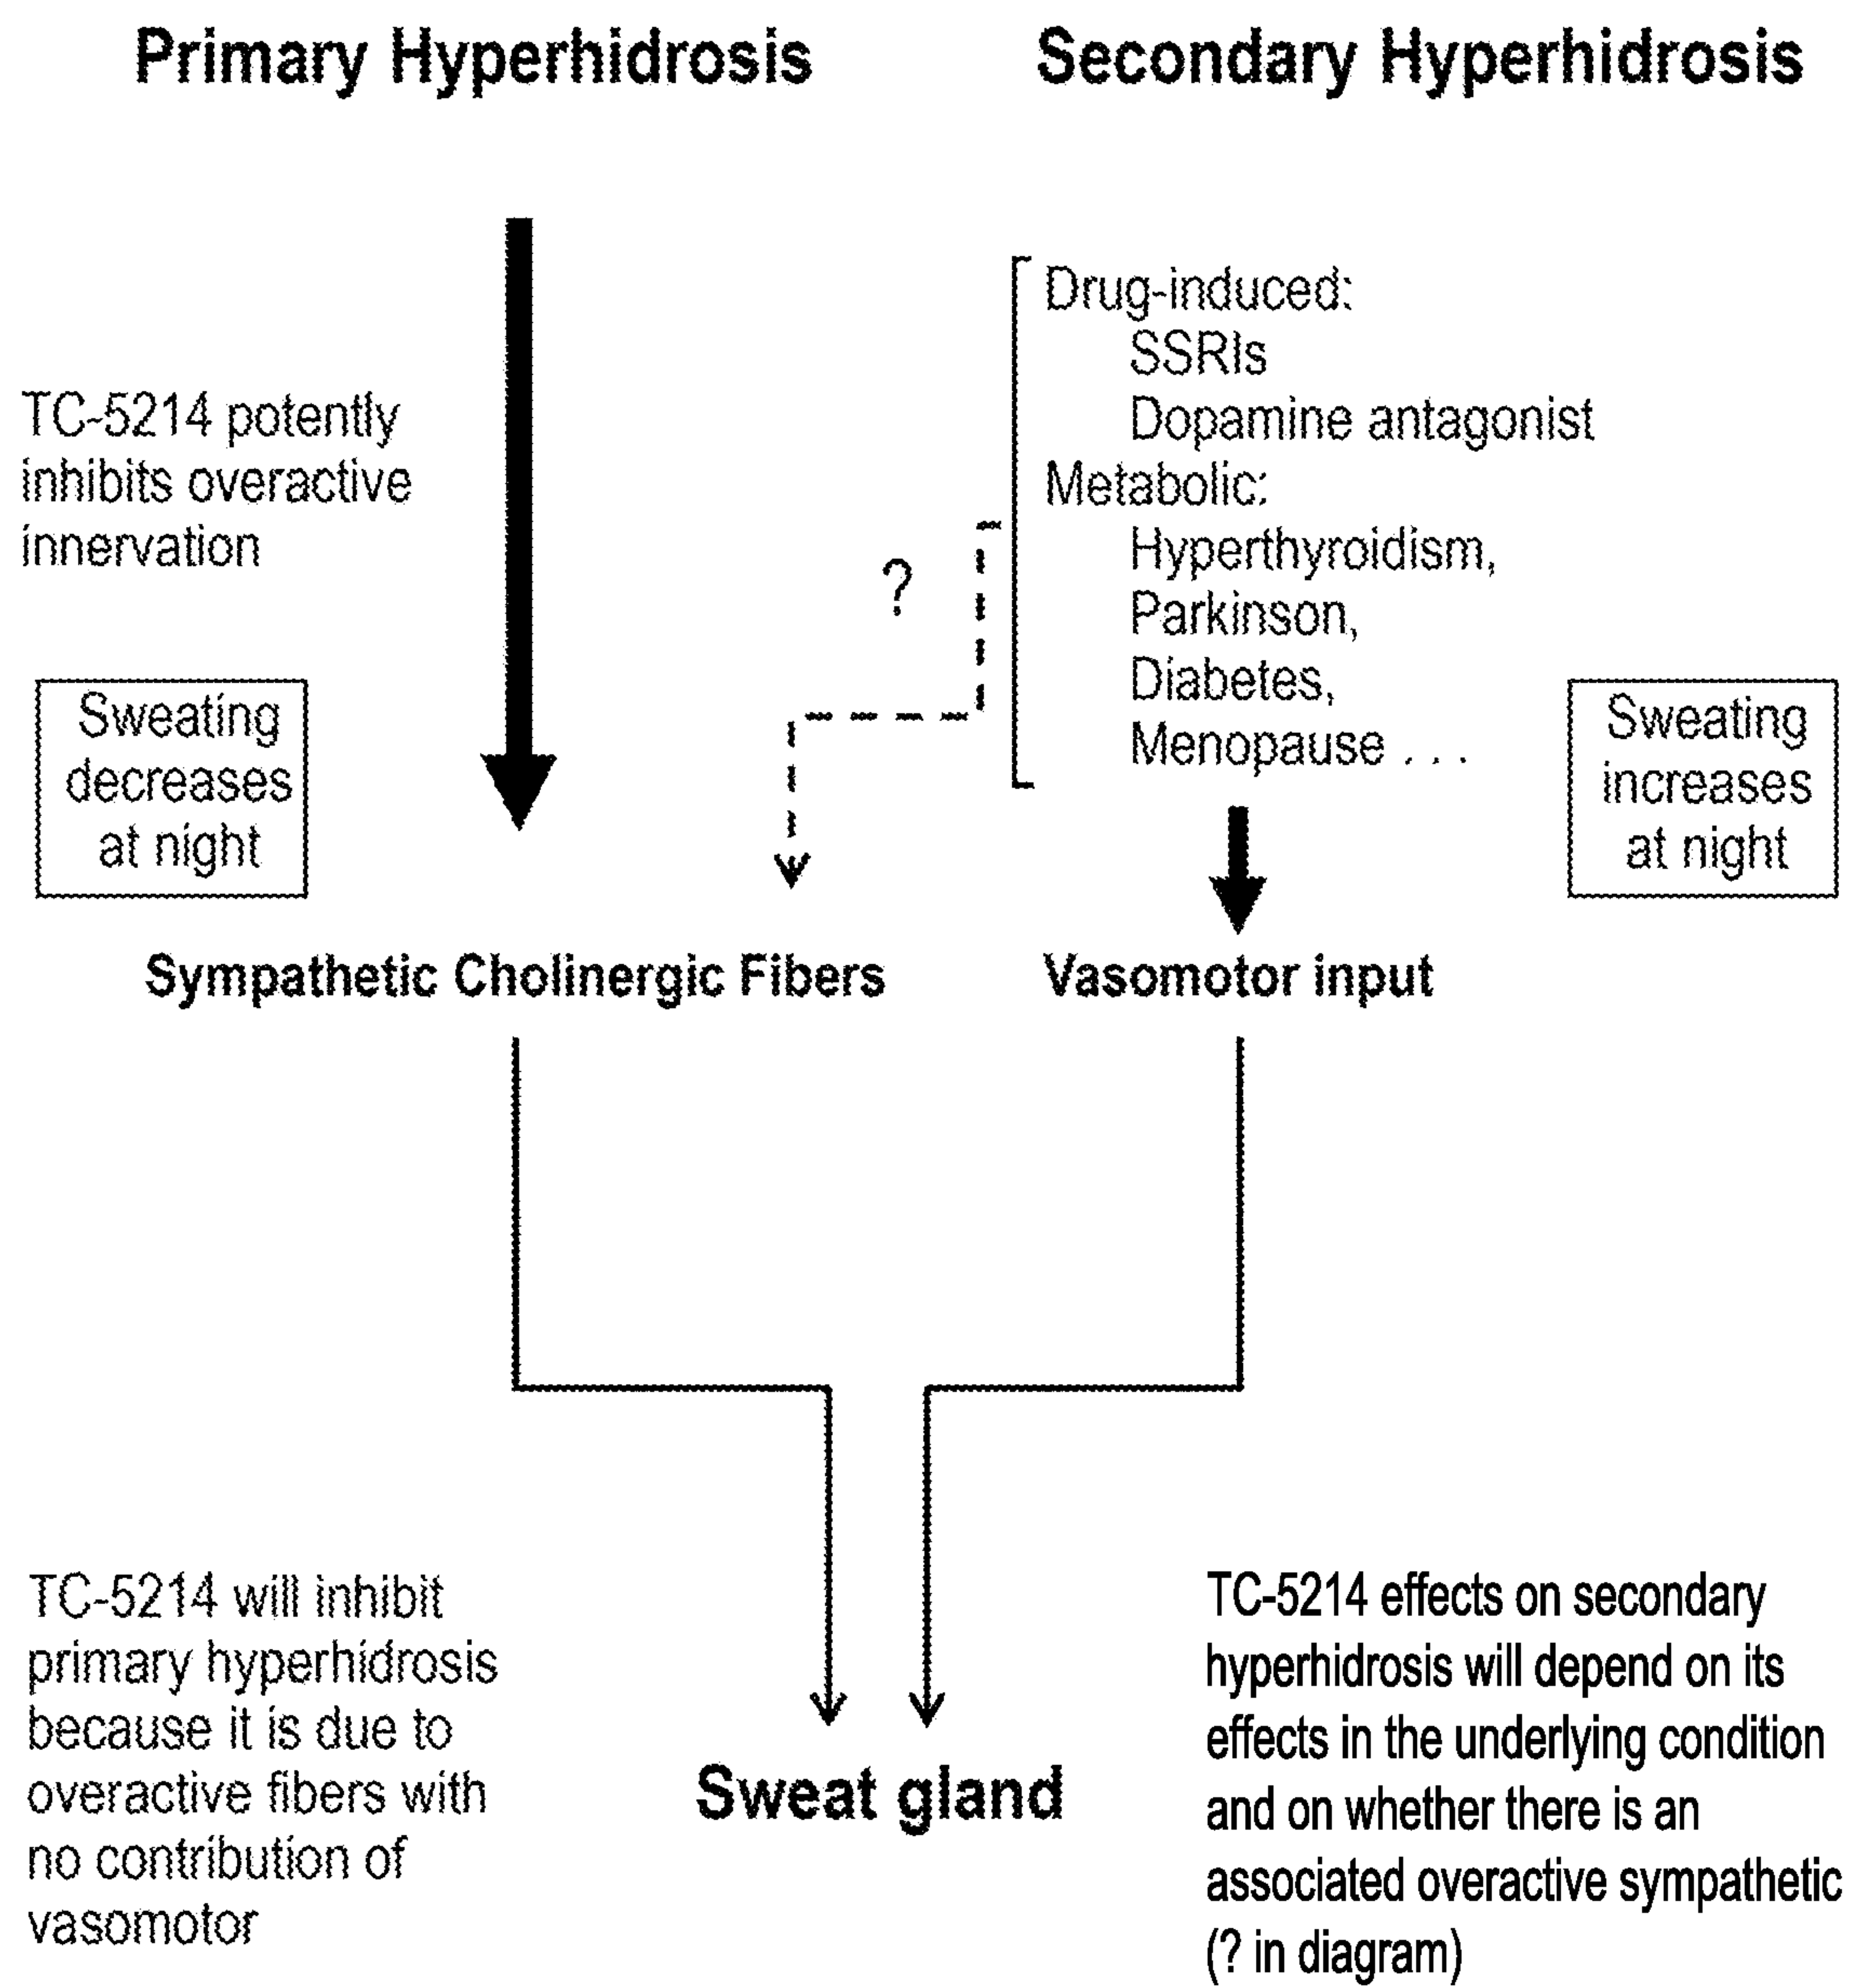 Primary Hyperhidrosis
Secondary Hyperhidrosis
TC-5214 potently
inhibits overactive
innervation
Sweating
decreases
at night
?
Drug-induced:
SSRIs
Dopamine antagonist
Metabolic:
Hyperthyroidism,
Parkinson,
Diabetes,
Menopause . . .
Sweating
increases
at night
Sympathetic Cholinergic Fibers
Vasomotor input
TC-5214 will inhibit
primary hyperhidrosis
because it is due to
overactive fibers with
no contribution of
vasomotor
Sweat gland
TC-5214 effects on secondary
hyperhidrosis will depend on its
effects in the underlying condition
and on whether there is an
associated overactive sympathetic
(? in diagram)